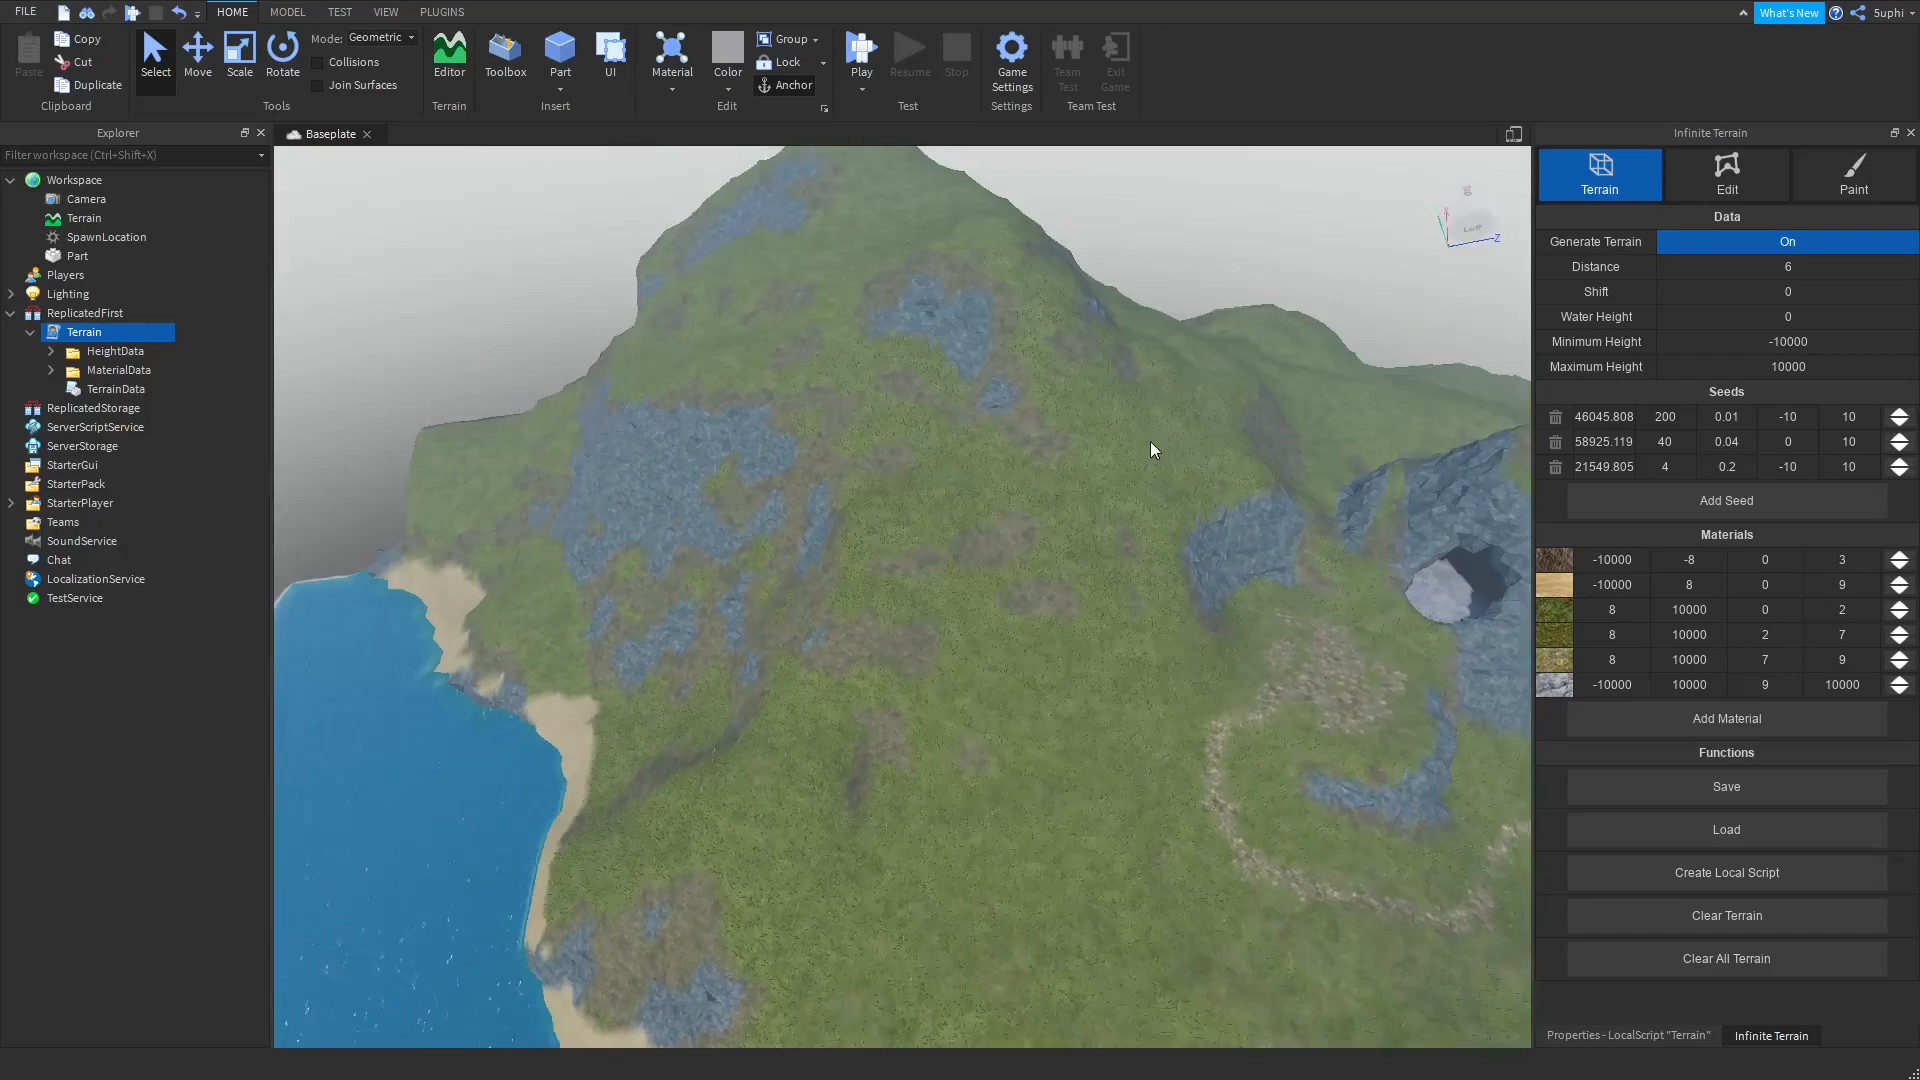 FILE HOME MODEL TEST VIEW PLUGINS What's New 5uphi
Paste Copy Cut Duplicate Clipboard
Select Move Scale Rotate Mode: Geometric Collisions Join Surfaces Tools
Editor Terrain
Toolbox Part UI Insert
Material Color Group Lock Anchor Edit
Play Resume Stop Test
Game Settings Settings
Team Test Exit Game Team Test
Explorer
Filter workspace (Ctrl+Shift+X)
Workspace
Camera
Terrain
SpawnLocation
Part
Players
Lighting
ReplicatedFirst
Terrain
HeightData
MaterialData
TerrainData
ReplicatedStorage
ServerScriptService
ServerStorage
StarterGui
StarterPack
StarterPlayer
Teams
SoundService
Chat
LocalizationService
TestService
Baseplate
Z
Infinite Terrain
Terrain Edit Paint
Data
Generate Terrain On
Distance 6
Shift 0
Water Height 0
Minimum Height -10000
Maximum Height 10000
Seeds
46045.808 200 0.01 -10 10
58925.119 40 0.04 0 10
21549.805 4 0.2 -10 10
Add Seed
Materials
-10000 -8 0 3
-10000 8 0 9
8 10000 0 2
8 10000 2 7
8 10000 7 9
-10000 10000 9 10000
Add Material
Functions
Save
Load
Create Local Script
Clear Terrain
Clear All Terrain
Properties - LocalScript "Terrain" Infinite Terrain